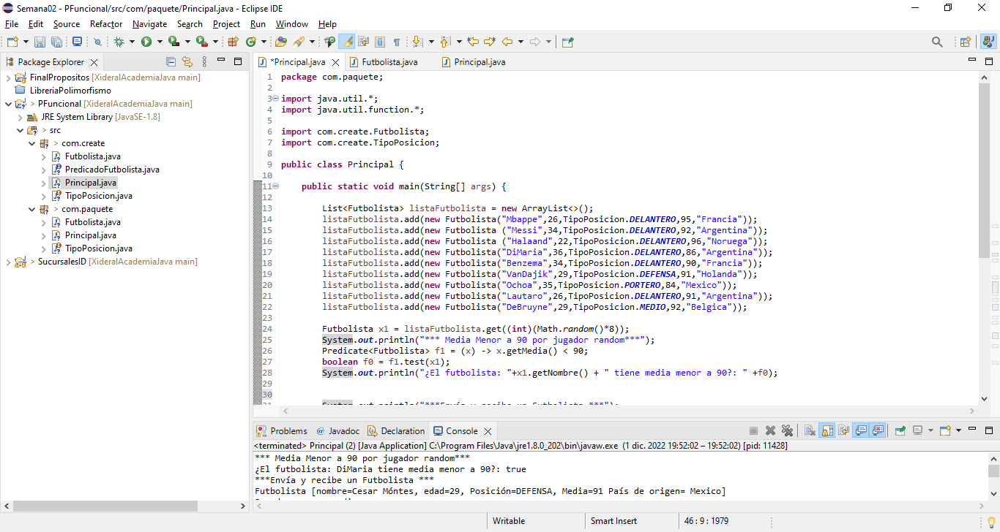 Semana02 - PFuncional/src/com/paquete/Principal.java - Eclipse IDE
File Edit Source Refactor Navigate Search Project Run Window Help
Package Explorer
FinalPropositos [XideralAcademiaJava main]
LibreriaPolimorfismo
> PFuncional [XideralAcademiaJava main]
JRE System Library [JavaSE-1.8]
> src
> com.create
Futbolista.java
PredicadoFutbolista.java
Principal.java
TipoPosicion.java
> com.paquete
Futbolista.java
Principal.java
TipoPosicion.java
> SucursalesID [XideralAcademiaJava main]
*Principal.java Futbolista.java Principal.java
1 package com.paquete;
2
3 import java.util.*;
4 import java.util.function.*;
5
6 import com.create.Futbolista;
7 import com.create.TipoPosicion;
8
9 public class Principal {
10
11 public static void main(String[] args) {
12
13 List<Futbolista> listaFutbolista = new ArrayList<>();
14 listaFutbolista.add(new Futbolista("Mbappe",26,TipoPosicion.DELANTERO,95,"Francia"));
15 listaFutbolista.add(new Futbolista ("Messi",34,TipoPosicion.DELANTERO,92,"Argentina"));
16 listaFutbolista.add(new Futbolista ("Halaand",22,TipoPosicion.DELANTERO,96,"Noruega"));
17 listaFutbolista.add(new Futbolista("DiMaria",36,TipoPosicion.DELANTERO,86,"Argentina"));
18 listaFutbolista.add(new Futbolista("Benzema",34,TipoPosicion.DELANTERO,90,"Francia"));
19 listaFutbolista.add(new Futbolista("VanDajik",29,TipoPosicion.DEFENSA,91,"Holanda"));
20 listaFutbolista.add(new Futbolista("Ochoa",35,TipoPosicion.PORTERO,84,"Mexico"));
21 listaFutbolista.add(new Futbolista("Lautaro",26,TipoPosicion.DELANTERO,91,"Argentina"));
22 listaFutbolista.add(new Futbolista("DeBruyne",29,TipoPosicion.MEDIO,92,"Belgica"));
23
24 Futbolista x1 = listaFutbolista.get((int)(Math.random()*8));
25 System.out.println("*** Media Menor a 90 por jugador random***");
26 Predicate<Futbolista> f1 = (x) -> x.getMedia() < 90;
27 boolean f0 = f1.test(x1);
28 System.out.println("¿El futbolista: "+x1.getNombre() + " tiene media menor a 90?: " +f0);
29
30
31 System.out.println("***Envía y recibe un Futbolista ***");
Problems Javadoc Declaration Console
<terminated> Principal (2) [Java Application] C:\Program Files\Java\jre1.8.0_202\bin\javaw.exe (1 dic. 2022 19:52:02 – 19:52:02) [pid: 11428]
*** Media Menor a 90 por jugador random***
¿El futbolista: DiMaria tiene media menor a 90?: true
***Envía y recibe un Futbolista ***
Futbolista [nombre=Cesar Móntes, edad=29, Posición=DEFENSA, Media=91 País de origen= Mexico]
Writable Smart Insert 46 : 9 : 1979